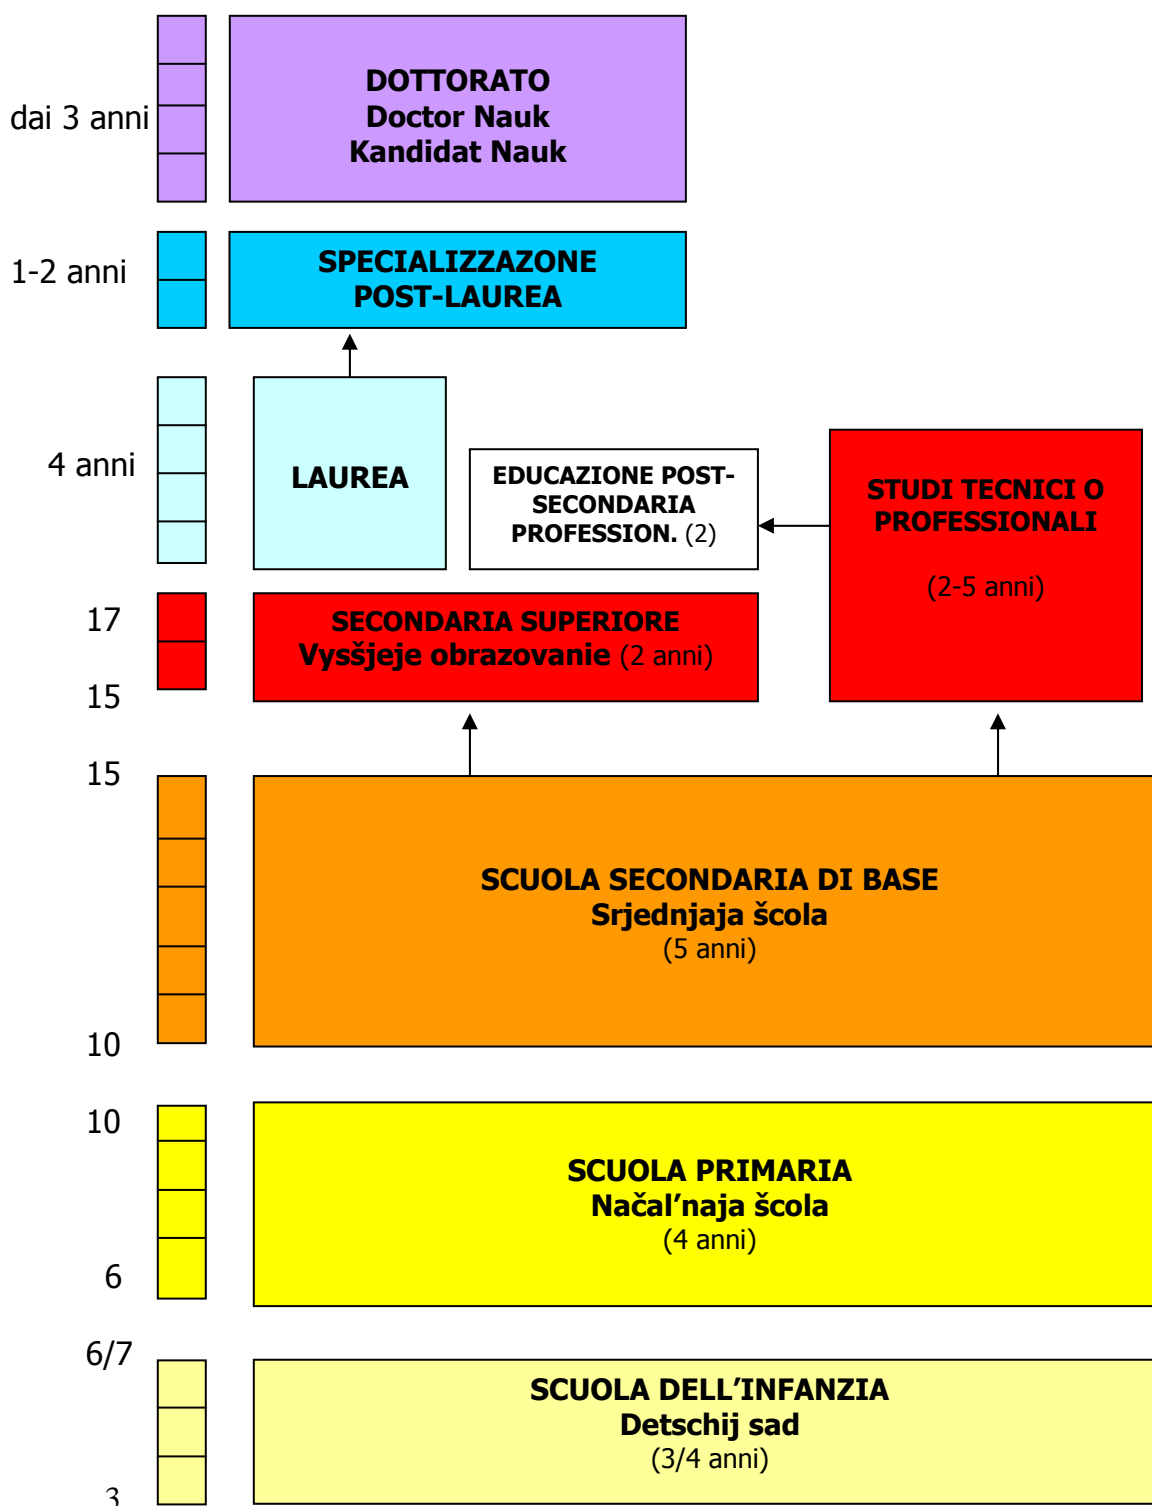 DOTTORATO
Doctor Nauk
Kandidat Nauk
dai 3 anni
SPECIALIZZAZONE
POST-LAUREA
1-2 anni
LAUREA
4 anni
EDUCAZIONE POST-
SECONDARIA
PROFESSION. (2)
STUDI TECNICI O
PROFESSIONALI
(2-5 anni)
17
SECONDARIA SUPERIORE
Vysšjeje obrazovanie (2 anni)
15
15
SCUOLA SECONDARIA DI BASE
Srjednjaja šcola
(5 anni)
10
10
SCUOLA PRIMARIA
Načal’naja šcola
(4 anni)
6
6/7
SCUOLA DELL’INFANZIA
Detschij sad
(3/4 anni)
3